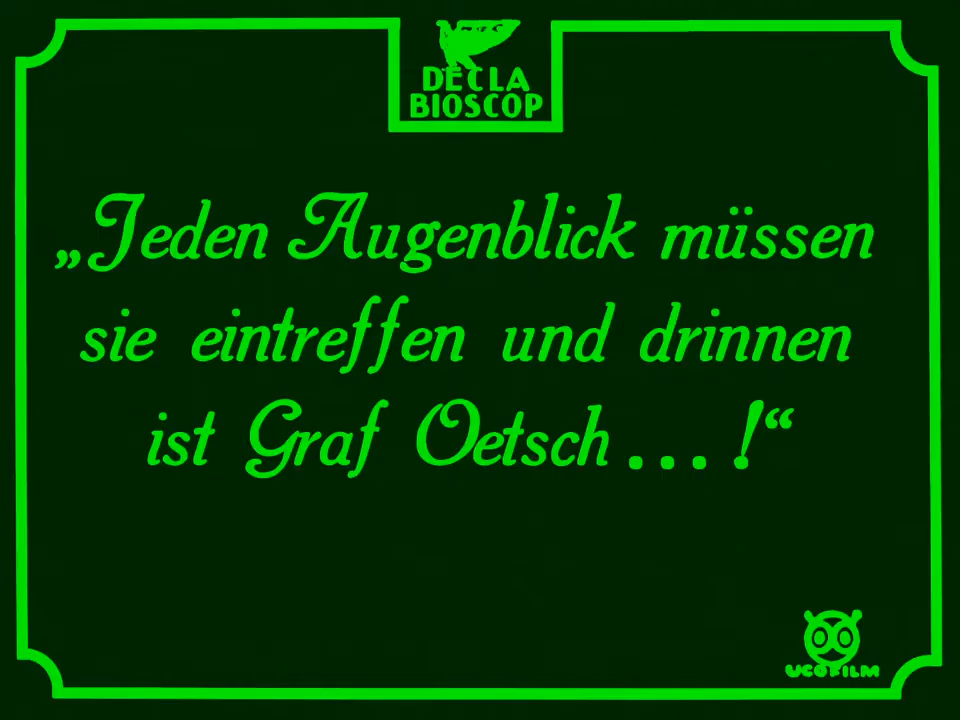 DECLA
BIOSCOP
„Jeden Augenblick müssen
sie eintreffen und drinnen
ist Graf Oetsch...!“
UCOFILM